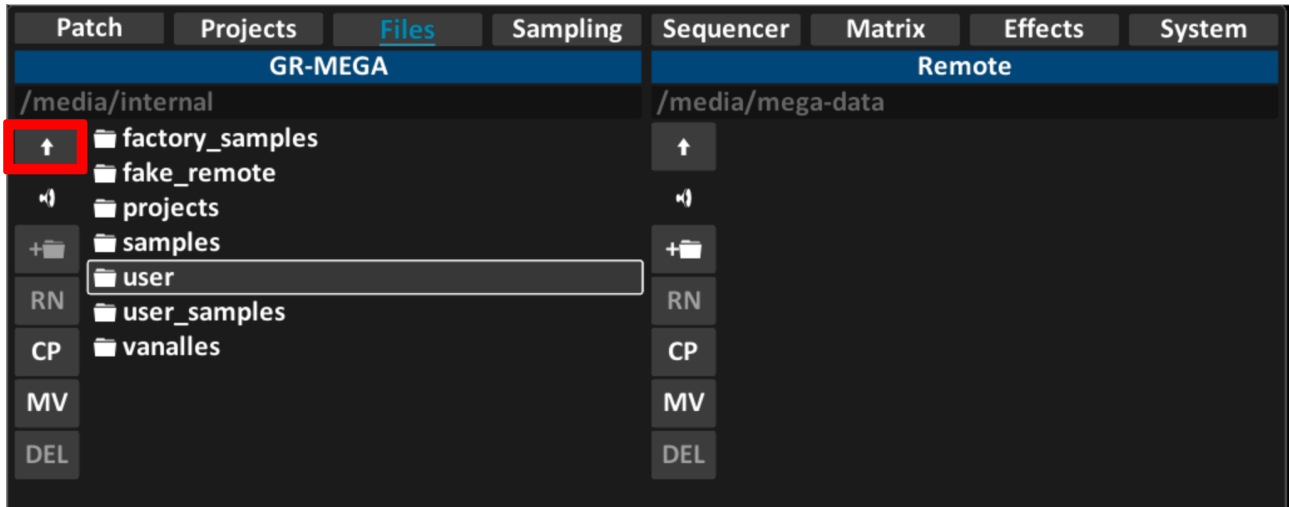 Patch Projects Files Sampling Sequencer Matrix Effects System
GR-MEGA
/media/internal
factory_samples
fake_remote
projects
samples
user
user_samples
vanalles
+
RN
CP
MV
DEL
Remote
/media/mega-data
+
RN
CP
MV
DEL